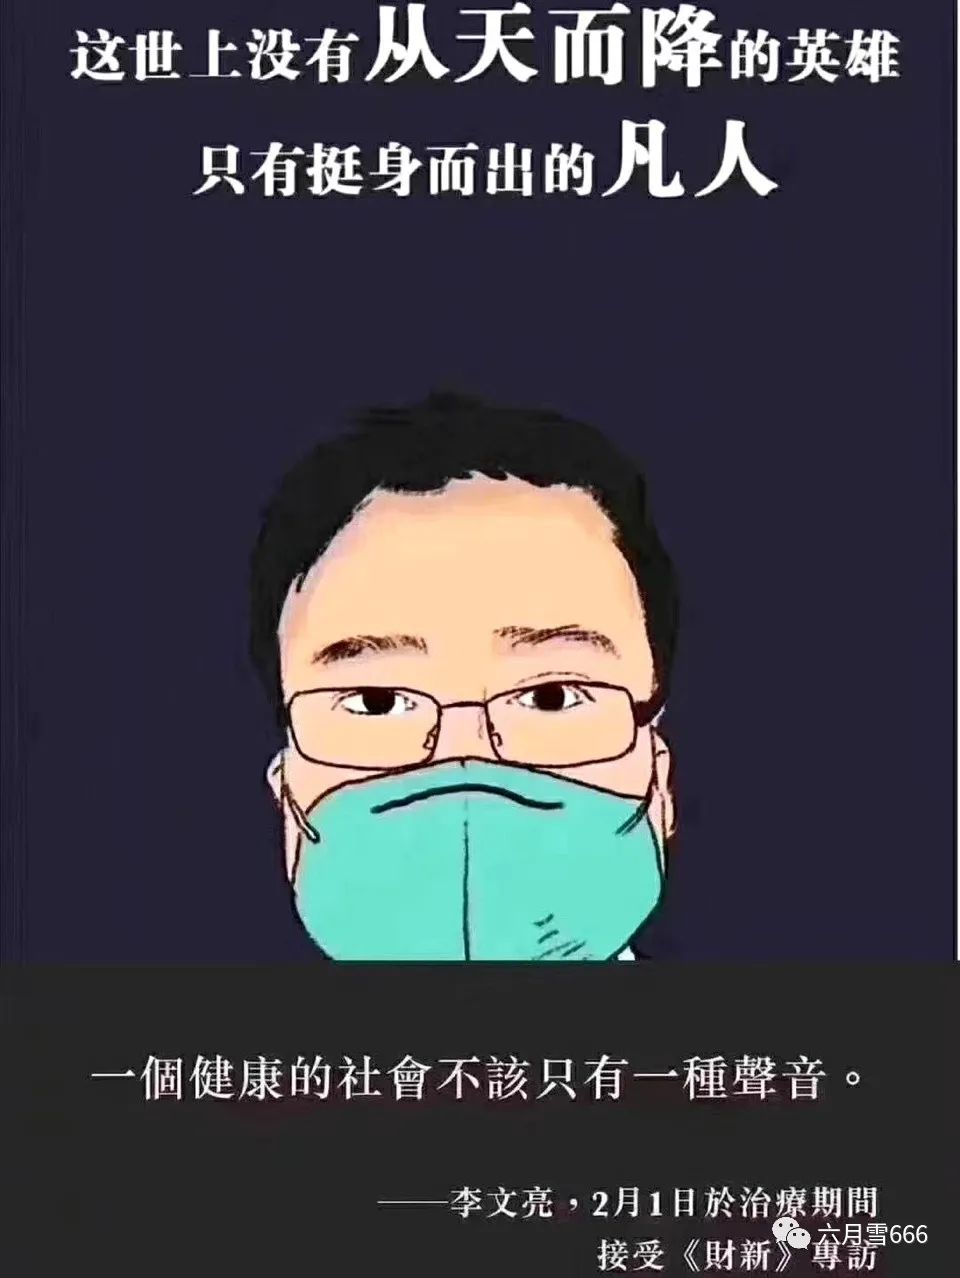 这世上没有从天而降的英雄
只有挺身而出的凡人
一個健康的社會不該只有一種聲音。
——李文亮，2月1日於治療期間
接受《財新》專訪
六月雪666